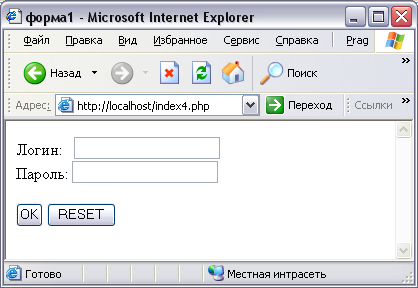 форма1 - Microsoft Internet Explorer
Файл Правка Вид Избранное Сервис Справка Prag »
Назад Поиск »
Адрес: http://localhost/index4.php Переход Ссылки »
Логин:
Пароль:
OK RESET
Готово Местная интрасеть